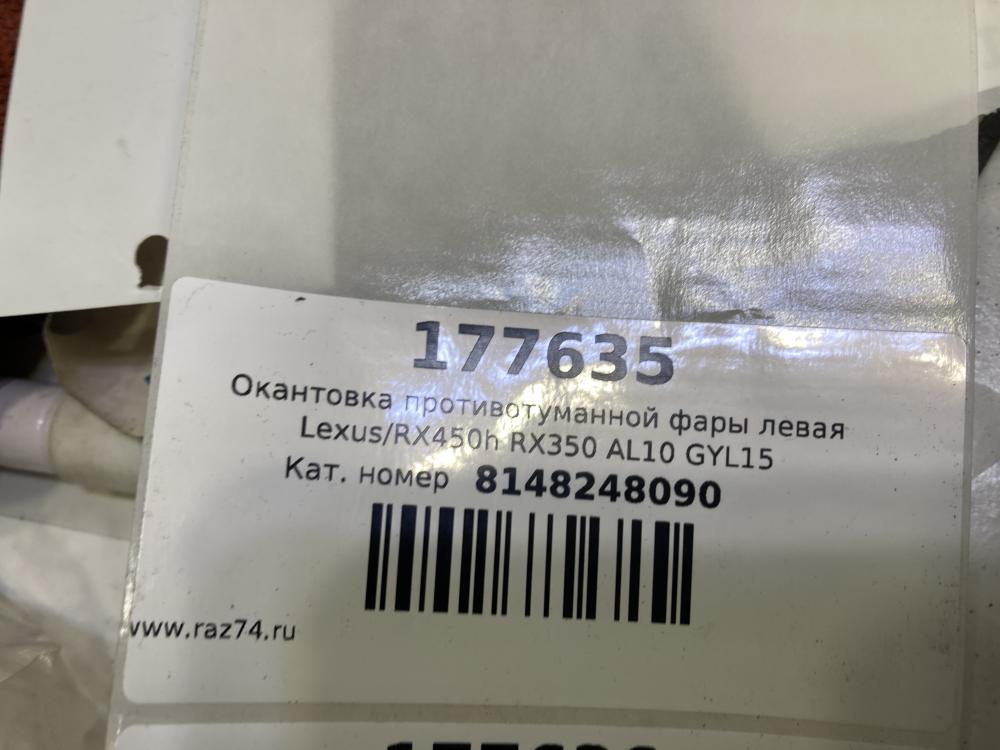 177635
Окантовка противотуманной фары левая
Lexus/RX450h RX350 AL10 GYL15
Кат. номер 8148248090
www.raz74.ru